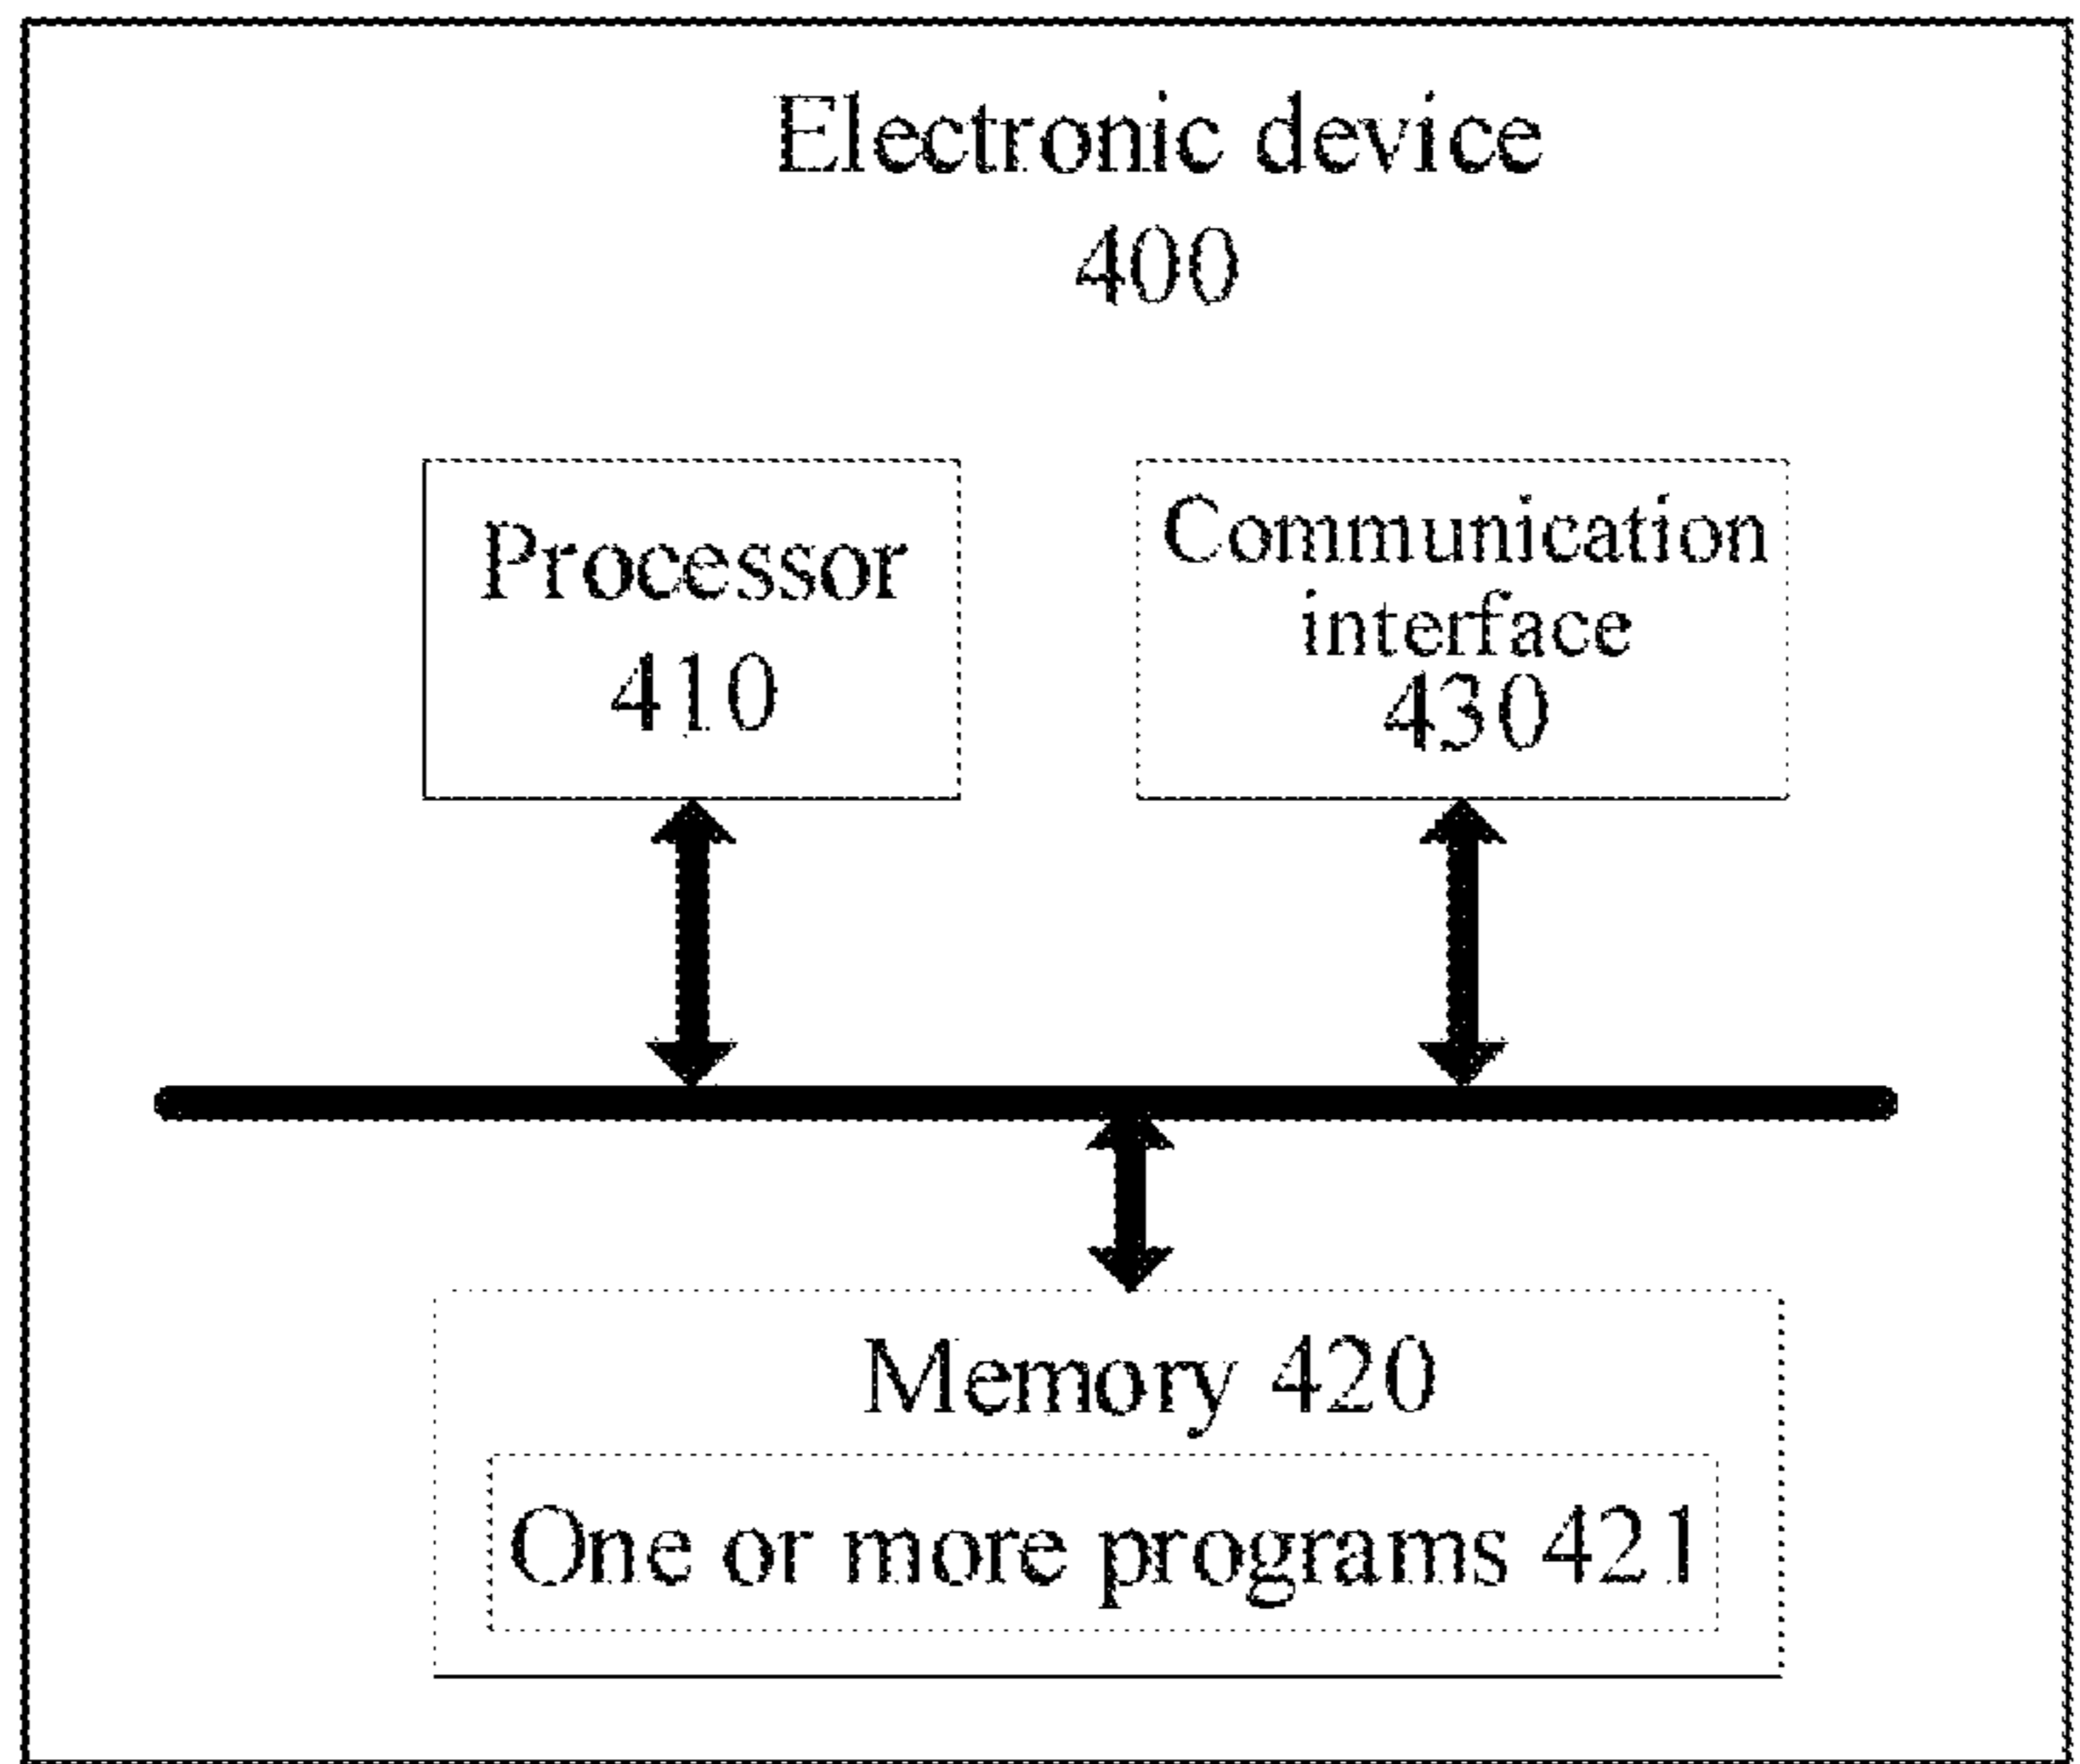 Electronic device
400
Processor
410
Communication
interface
430
Memory 420
One or more programs 421